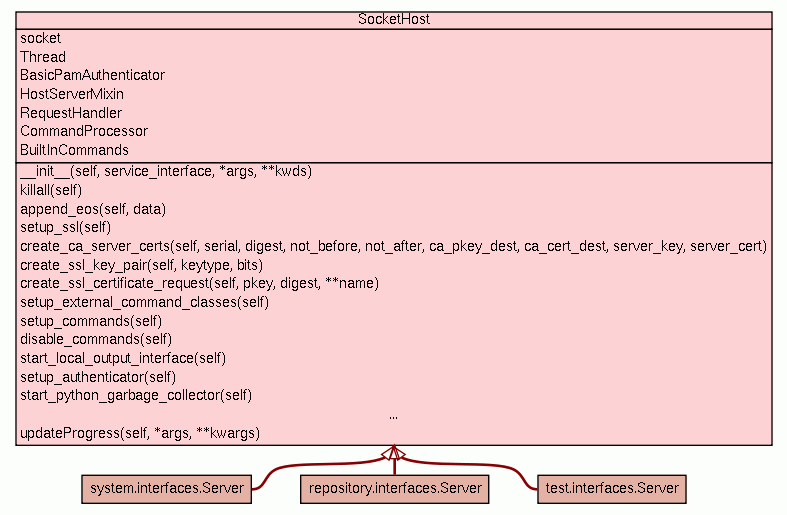 SocketHost
socket
Thread
BasicPamAuthenticator
HostServerMixin
RequestHandler
CommandProcessor
BuiltInCommands
__init__(self, service_interface, *args, **kwds)
killall(self)
append_eos(self, data)
setup_ssl(self)
create_ca_server_certs(self, serial, digest, not_before, not_after, ca_pkey_dest, ca_cert_dest, server_key, server_cert)
create_ssl_key_pair(self, keytype, bits)
create_ssl_certificate_request(self, pkey, digest, **name)
setup_external_command_classes(self)
setup_commands(self)
disable_commands(self)
start_local_output_interface(self)
setup_authenticator(self)
start_python_garbage_collector(self)
...
updateProgress(self, *args, **kwargs)
system.interfaces.Server repository.interfaces.Server test.interfaces.Server